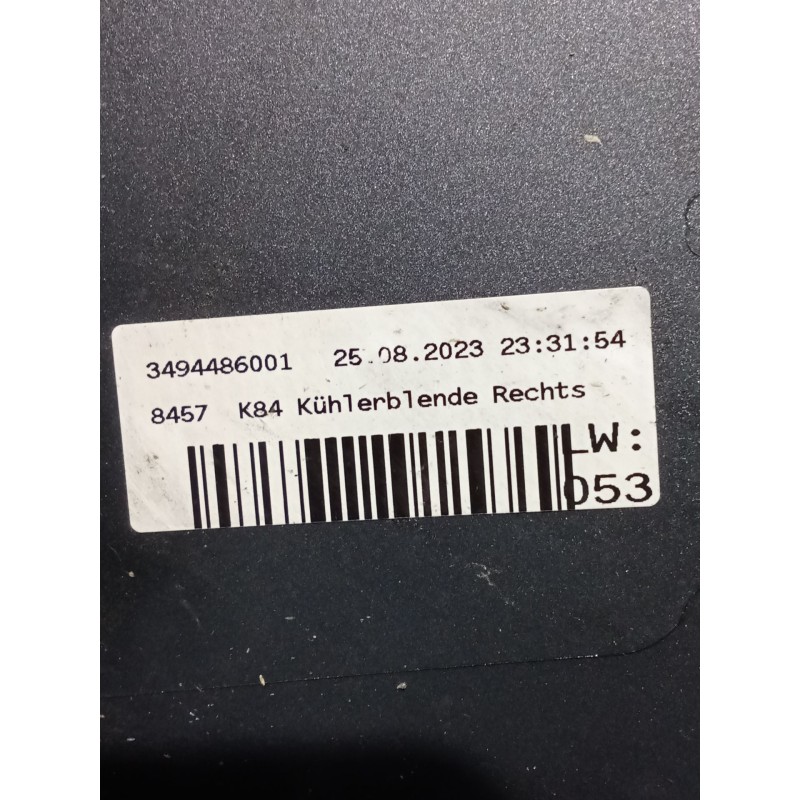 3494486001 25.08.2023 23:31:54
8457 K84 Kühlerblende Rechts
LW:
053